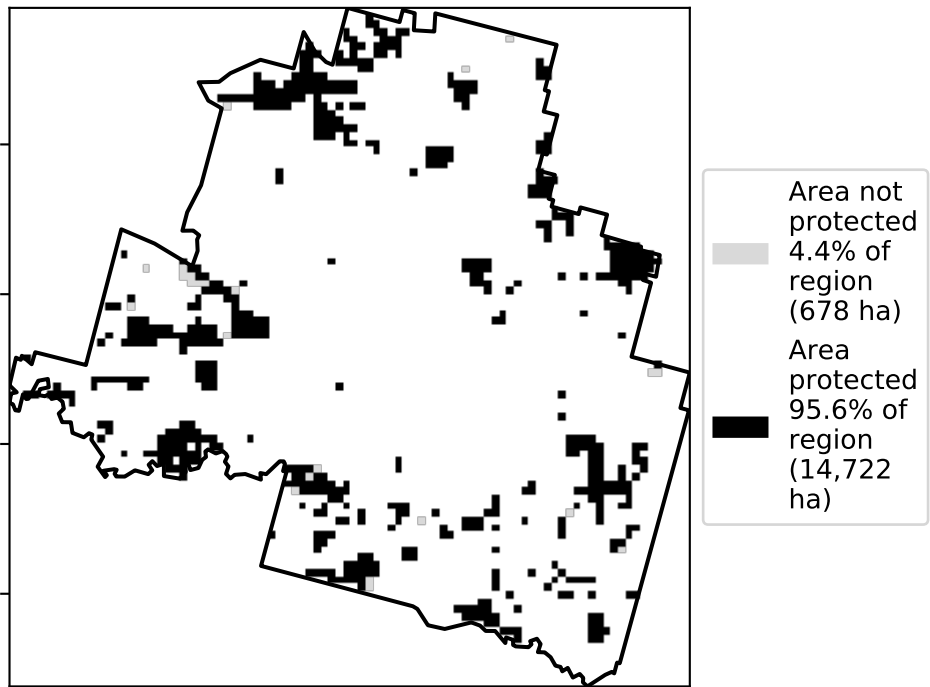 Area not
protected
4.4% of
region
(678 ha)
Area
protected
95.6% of
region
(14,722
ha)